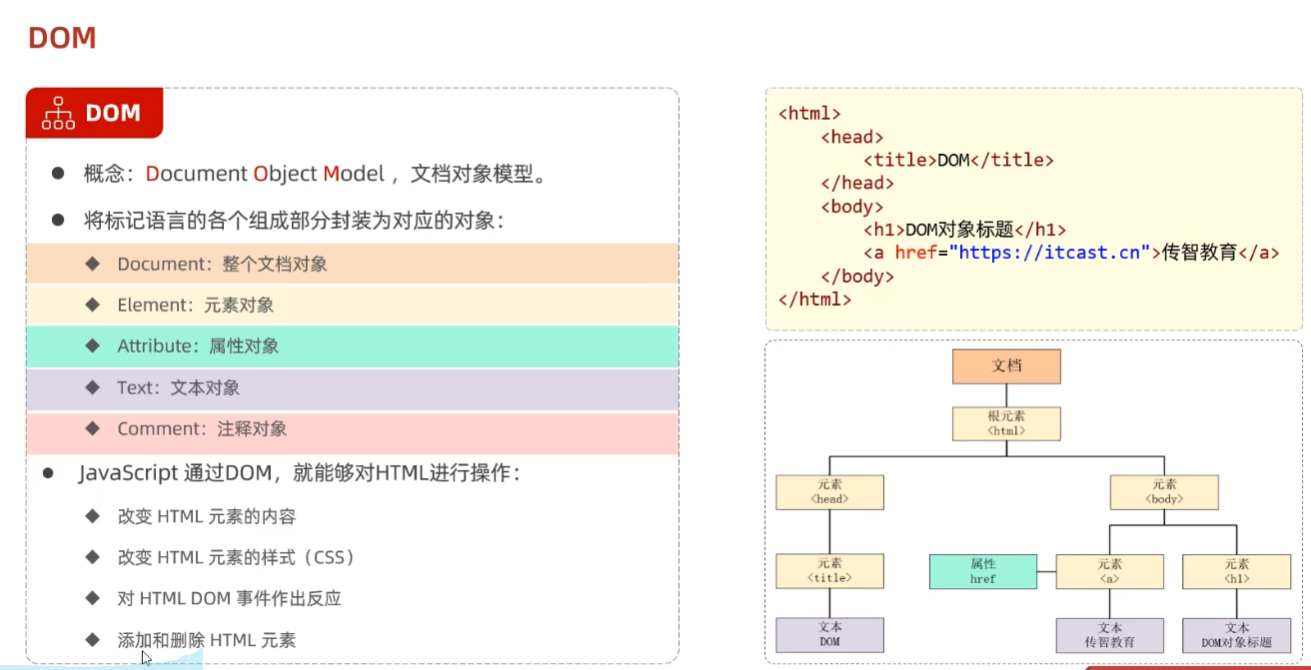 DOM
DOM
概念：Document Object Model ，文档对象模型。
将标记语言的各个组成部分封装为对应的对象：
Document：整个文档对象
Element：元素对象
Attribute：属性对象
Text：文本对象
Comment：注释对象
JavaScript 通过DOM，就能够对HTML进行操作：
改变 HTML 元素的内容
改变 HTML 元素的样式（CSS）
对 HTML DOM 事件作出反应
添加和删除 HTML 元素
<html>
<head>
<title>DOM</title>
</head>
<body>
<h1>DOM对象标题</h1>
<a href="https://itcast.cn">传智教育</a>
</body>
</html>
文档
根元素
<html>
元素
<head>
元素
<body>
元素
<title>
属性
href
元素
<a>
元素
<h1>
文本
DOM
文本
传智教育
文本
DOM对象标题